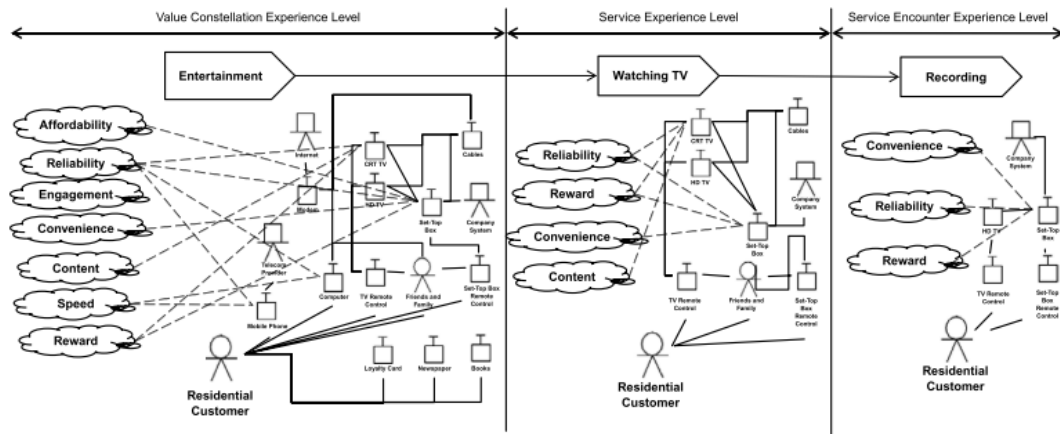 Value Constellation Experience Level
Service Experience Level
Service Encounter Experience Level
Entertainment
Watching TV
Recording
Affordability
Reliability
Engagement
Convenience
Content
Speed
Reward
Internet
Modem
Telecom
Provider
Mobile Phone
CRT TV
HD TV
Cables
Set-Top
Box
Company
System
Computer
TV Remote
Control
Friends and
Family
Set-Top Box
Remote
Control
Loyalty Card
Newspaper
Books
Residential
Customer
Reliability
Reward
Convenience
Content
CRT TV
HD TV
Cables
Company
System
Set-Top
Box
TV Remote
Control
Friends and
Family
Set-Top
Box
Remote
Control
Residential
Customer
Convenience
Reliability
Reward
Company
System
HD TV
Set-Top
Box
TV Remote
Control
Set-Top
Box
Remote
Control
Residential
Customer